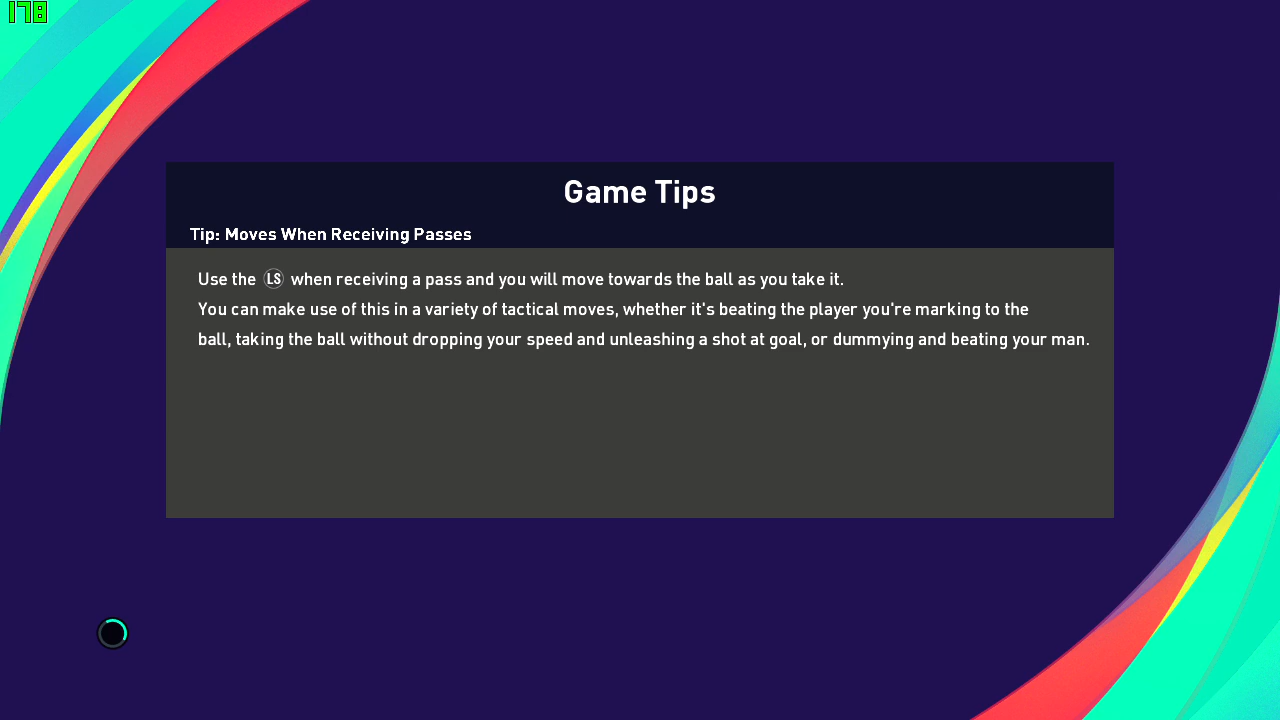 178
Game Tips
Tip: Moves When Receiving Passes
Use the LS when receiving a pass and you will move towards the ball as you take it.
You can make use of this in a variety of tactical moves, whether it's beating the player you're marking to the
ball, taking the ball without dropping your speed and unleashing a shot at goal, or dummying and beating your man.